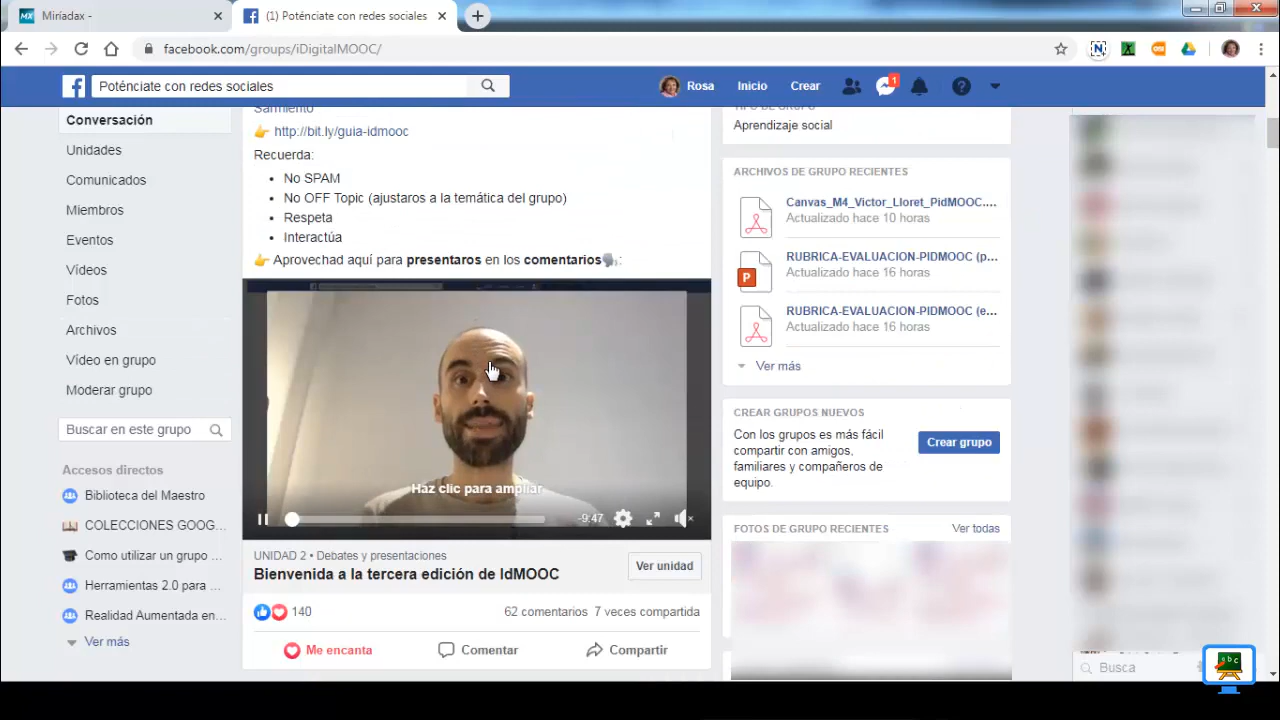 Miríadax -
(1) Poténciate con redes sociales
facebook.com/groups/iDigitalMOOC/
Poténciate con redes sociales
Rosa
Inicio
Crear
1
Conversación
Unidades
Comunicados
Miembros
Eventos
Vídeos
Fotos
Archivos
Vídeo en grupo
Moderar grupo
Buscar en este grupo
Accesos directos
Biblioteca del Maestro
COLECCIONES GOOG...
Como utilizar un grupo ...
Herramientas 2.0 para ...
Realidad Aumentada en...
Ver más
Sarmiento
👉 http://bit.ly/guia-idmooc
Recuerda:
• No SPAM
• No OFF Topic (ajustaros a la temática del grupo)
• Respeta
• Interactúa
👉 Aprovechad aquí para presentaros en los comentarios🗣:
Haz clic para ampliar
-9:47
UNIDAD 2 • Debates y presentaciones
Bienvenida a la tercera edición de IdMOOC
Ver unidad
140
62 comentarios 7 veces compartida
Me encanta
Comentar
Compartir
TIPO DE GRUPO
Aprendizaje social
ARCHIVOS DE GRUPO RECIENTES
Canvas_M4_Victor_Lloret_PidMOOC....
Actualizado hace 10 horas
RUBRICA-EVALUACION-PIDMOOC (p...
Actualizado hace 16 horas
RUBRICA-EVALUACION-PIDMOOC (e...
Actualizado hace 16 horas
Ver más
CREAR GRUPOS NUEVOS
Con los grupos es más fácil
compartir con amigos,
familiares y compañeros de
equipo.
Crear grupo
FOTOS DE GRUPO RECIENTES
Ver todas
Busca
abc